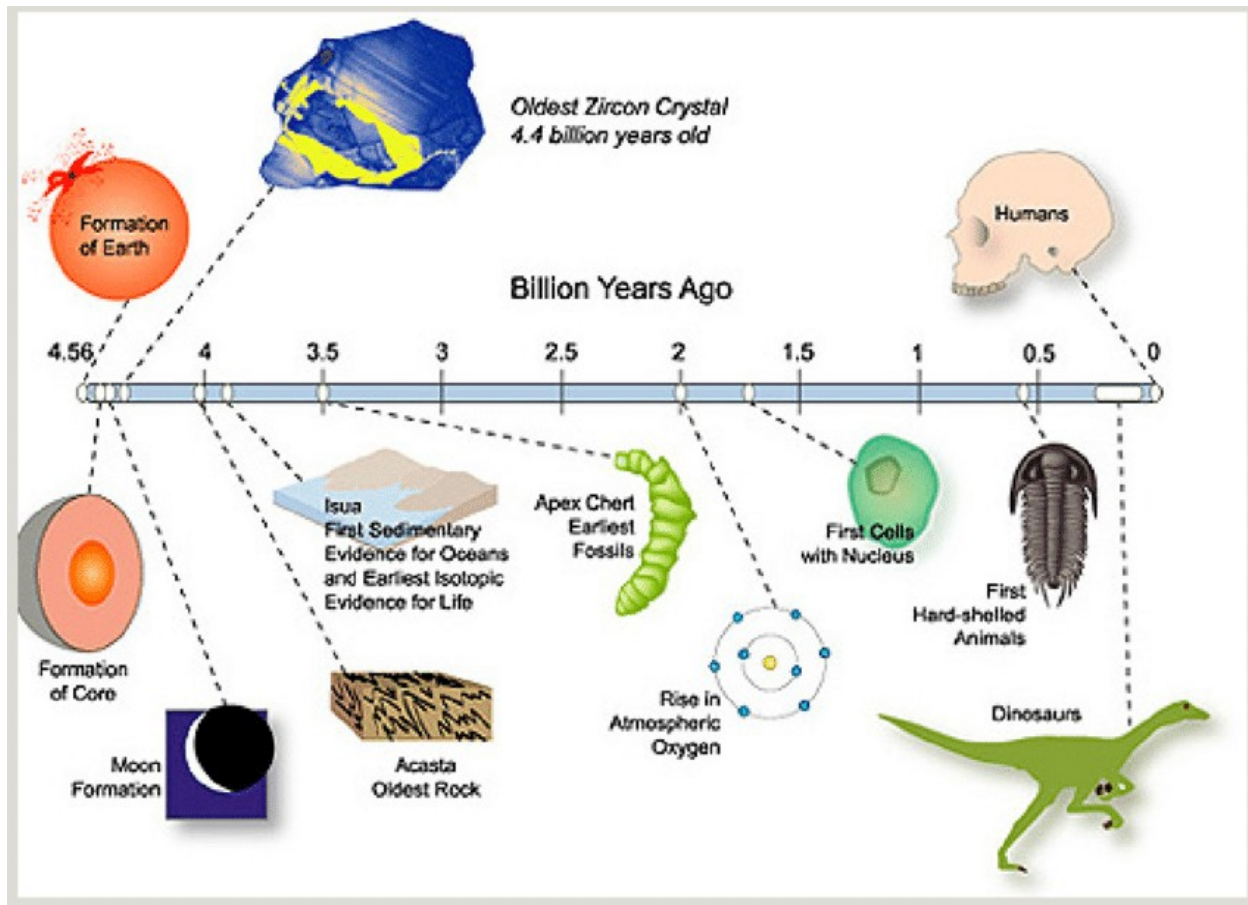 Oldest Zircon Crystal
4.4 billion years old
Formation
of Earth
Humans
Billion Years Ago
4.56 4 3.5 3 2.5 2 1.5 1 0.5 0
Isua
First Sedimentary
Evidence for Oceans
and Earliest Isotopic
Evidence for Life
Apex Chert
Earliest
Fossils
First Cells
with Nucleus
First
Hard-shelled
Animals
Formation
of Core
Moon
Formation
Acasta
Oldest Rock
Rise in
Atmospheric
Oxygen
Dinosaurs